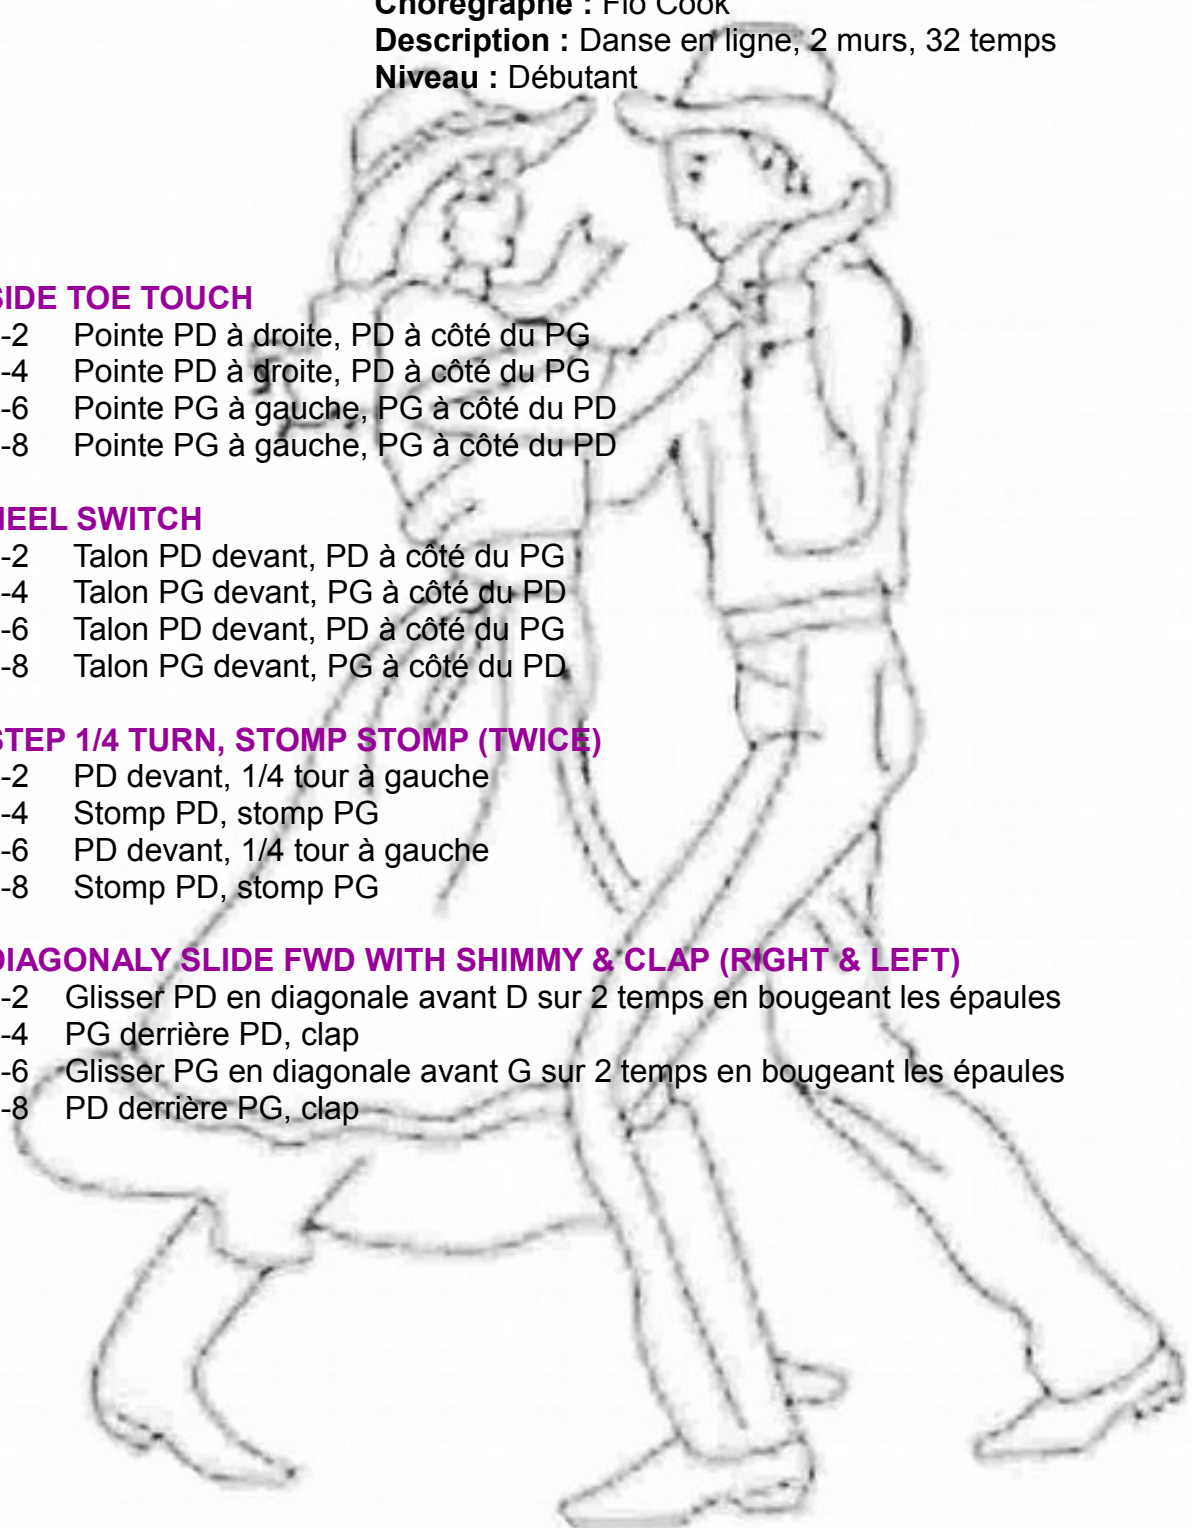 Chorégraphe : Flo Cook
Description : Danse en ligne, 2 murs, 32 temps
Niveau : Débutant
SIDE TOE TOUCH
-2 Pointe PD à droite, PD à côté du PG
-4 Pointe PD à droite, PD à côté du PG
-6 Pointe PG à gauche, PG à côté du PD
-8 Pointe PG à gauche, PG à côté du PD
HEEL SWITCH
-2 Talon PD devant, PD à côté du PG
-4 Talon PG devant, PG à côté du PD
-6 Talon PD devant, PD à côté du PG
-8 Talon PG devant, PG à côté du PD
STEP 1/4 TURN, STOMP STOMP (TWICE)
-2 PD devant, 1/4 tour à gauche
-4 Stomp PD, stomp PG
-6 PD devant, 1/4 tour à gauche
-8 Stomp PD, stomp PG
DIAGONALY SLIDE FWD WITH SHIMMY & CLAP (RIGHT & LEFT)
-2 Glisser PD en diagonale avant D sur 2 temps en bougeant les épaules
-4 PG derrière PD, clap
-6 Glisser PG en diagonale avant G sur 2 temps en bougeant les épaules
-8 PD derrière PG, clap